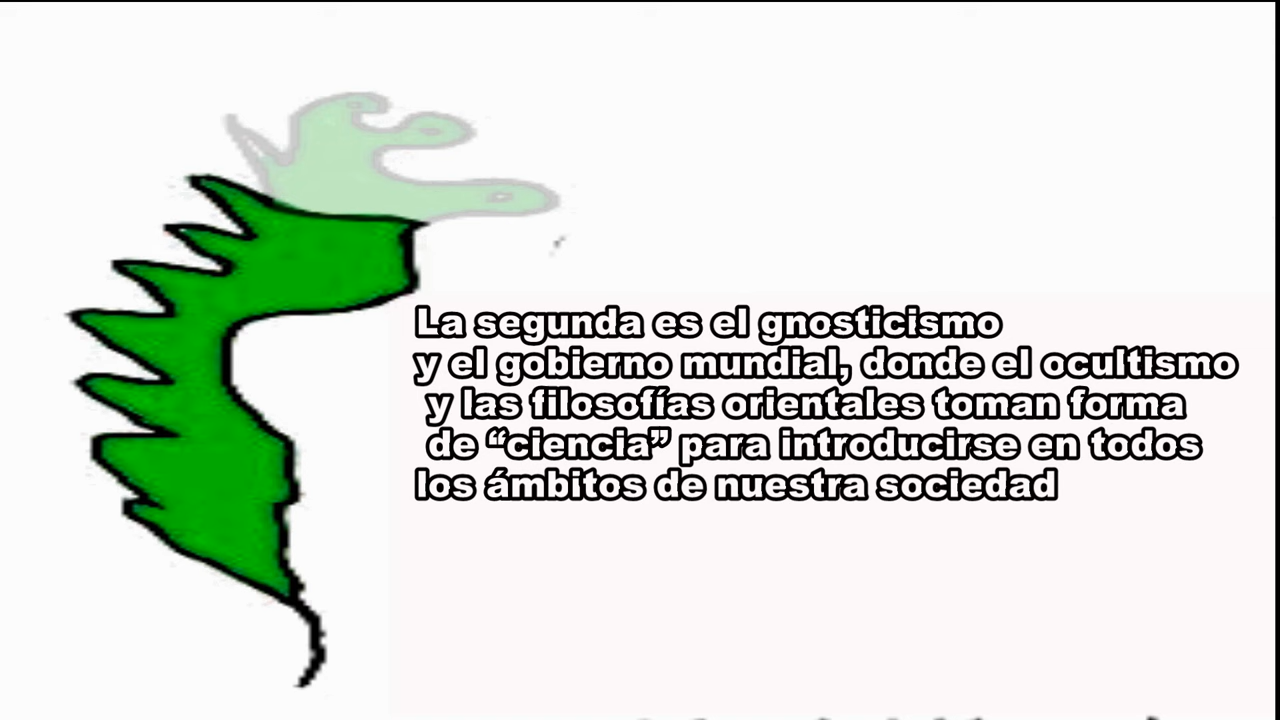 La segunda es el gnosticismo
y el gobierno mundial, donde el ocultismo
y las filosofías orientales toman forma
de “ciencia” para introducirse en todos
los ámbitos de nuestra sociedad